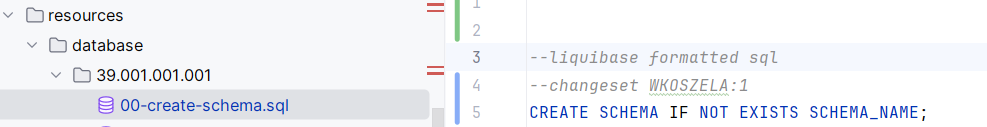 resources
database
39.001.001.001
00-create-schema.sql
1
2
3 --liquibase formatted sql
4 --changeset WKOSZELA:1
5 CREATE SCHEMA IF NOT EXISTS SCHEMA_NAME;